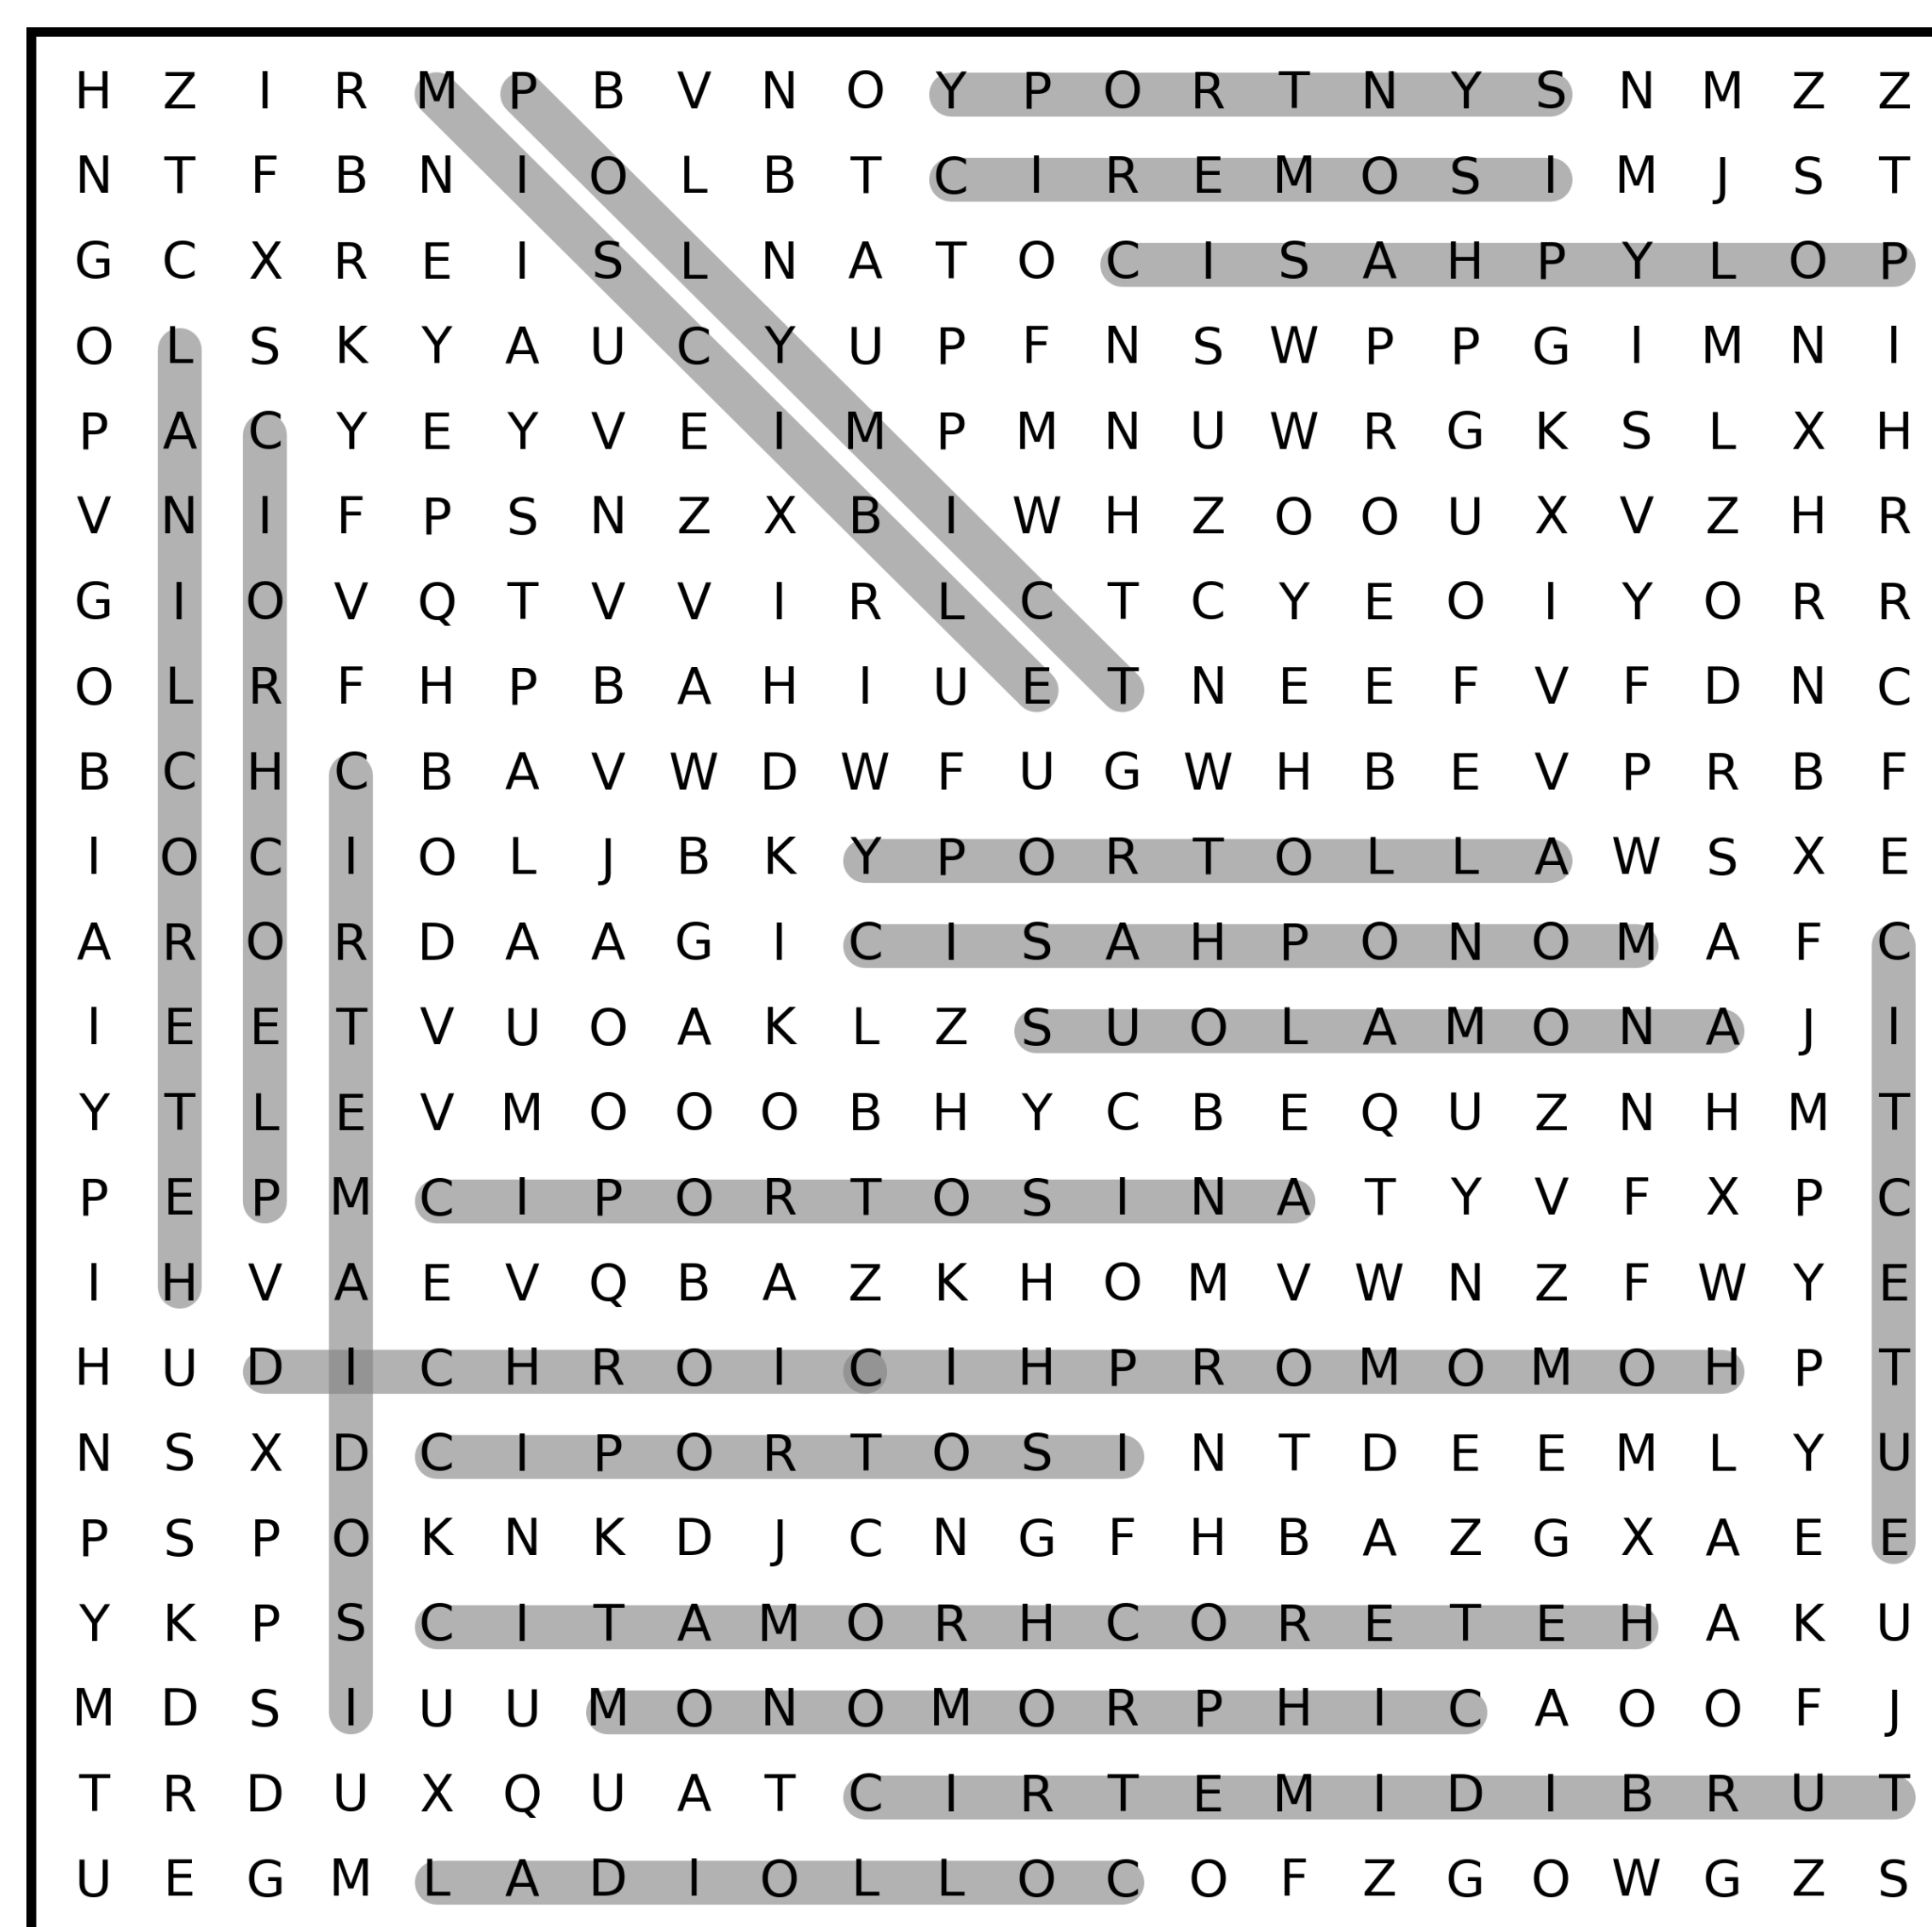 H Z I R M P B V N O Y P O R T N Y S N M Z Z
N T F B N I O L B T C I R E M O S I M J S T
G C X R E I S L N A T O C I S A H P Y L O P
O L S K Y A U C Y U P F N S W P P G I M N I
P A C Y E Y V E I M P M N U W R G K S L X H
V N I F P S N Z X B I W H Z O O U X V Z H R
G I O V Q T V V I R L C T C Y E O I Y O R R
O L R F H P B A H I U E T N E E F V F D N C
B C H C B A V W D W F U G W H B E V P R B F
I O C I O L J B K Y P O R T O L L A W S X E
A R O R D A A G I C I S A H P O N O M A F C
I E E T V U O A K L Z S U O L A M O N A J I
Y T L E V M O O O B H Y C B E Q U Z N H M T
P E P M C I P O R T O S I N A T Y V F X P C
I H V A E V Q B A Z K H O M V W N Z F W Y E
H U D I C H R O I C I H P R O M O M O H P T
N S X D C I P O R T O S I N T D E E M L Y U
P S P O K N K D J C N G F H B A Z G X A E E
Y K P S C I T A M O R H C O R E T E H A K U
M D S I U U M O N O M O R P H I C A O O F J
T R D U X Q U A T C I R T E M I D I B R U T
U E G M L A D I O L L O C O F Z G O W G Z S